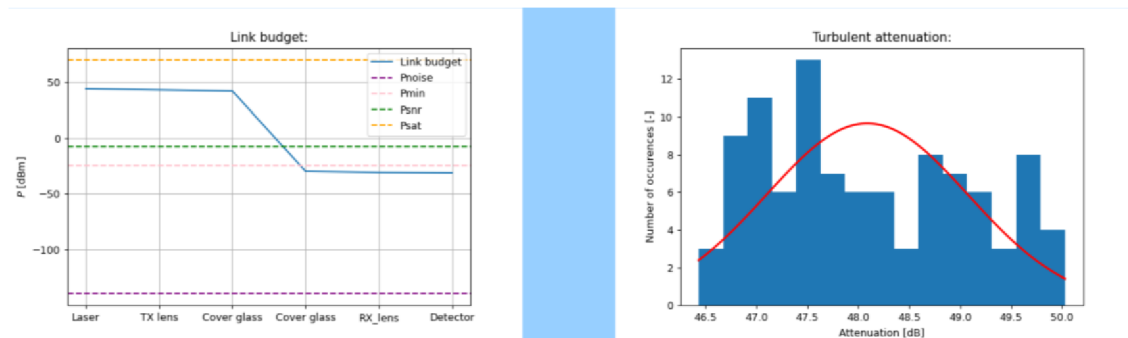 Link budget:
50
0
−50
−100
P [dBm]
Link budget
Pnoise
Pmin
Psnr
Psat
Laser TX lens Cover glass Cover glass RX_lens Detector
Turbulent attenuation:
12
10
8
6
4
2
0
Number of occurences [-]
46.5 47.0 47.5 48.0 48.5 49.0 49.5 50.0
Attenuation [dB]